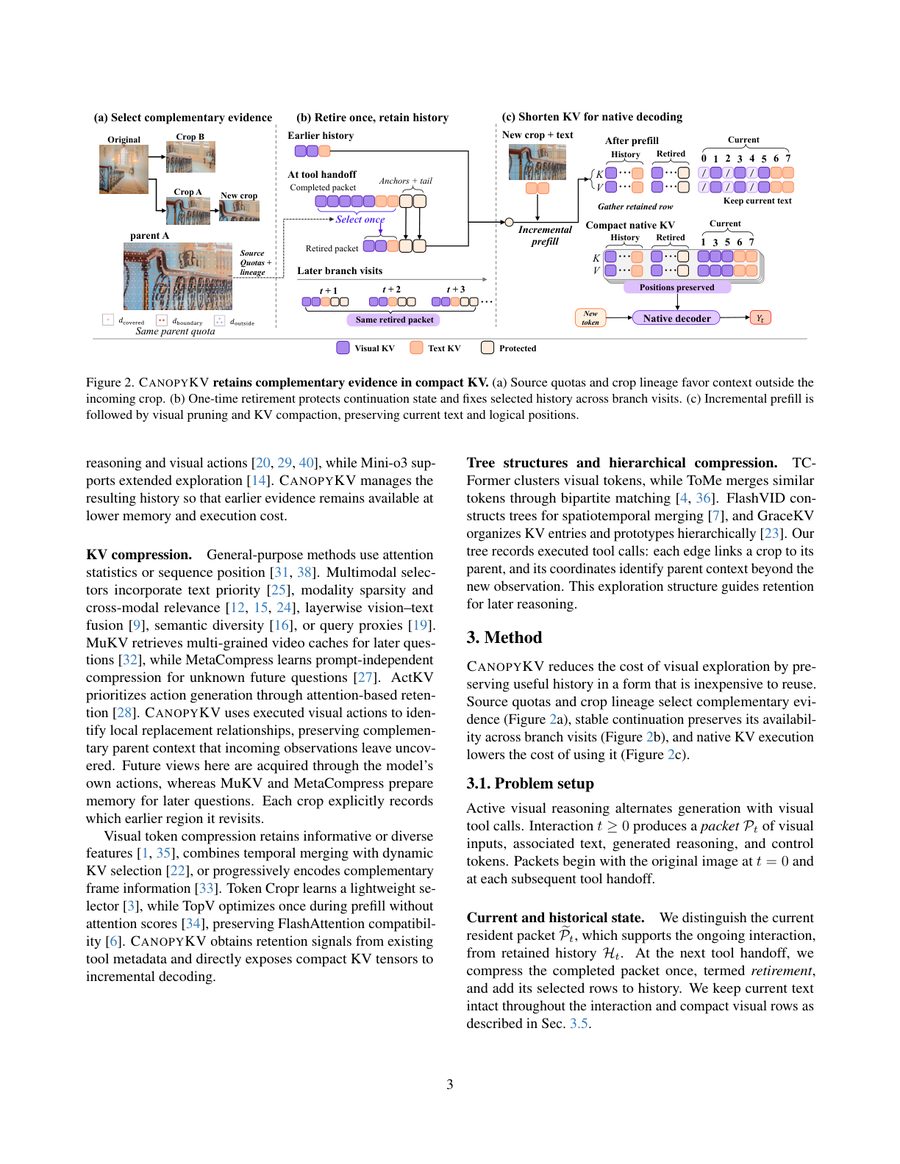 (a) Select complementary evidence
Original
Crop B
Crop A
New crop
parent A
Source
Quotas +
lineage
d_covered d_boundary d_outside
Same parent quota
(b) Retire once, retain history
Earlier history
At tool handoff
Completed packet
Anchors + tail
Select once
Retired packet
Later branch visits
t + 1 t + 2 t + 3 ...
Same retired packet
(c) Shorten KV for native decoding
New crop + text
Incremental
prefill
After prefill
History Retired Current
0 1 2 3 4 5 6 7
K
V
Gather retained row
Keep current text
Compact native KV
History Retired Current
1 3 5 6 7
K
V
Positions preserved
New
token
Native decoder
Y_t
Visual KV Text KV Protected
Figure 2. CANOPYKV retains complementary evidence in compact KV. (a) Source quotas and crop lineage favor context outside the
incoming crop. (b) One-time retirement protects continuation state and fixes selected history across branch visits. (c) Incremental prefill is
followed by visual pruning and KV compaction, preserving current text and logical positions.
reasoning and visual actions [20, 29, 40], while Mini-o3 sup-
ports extended exploration [14]. CANOPYKV manages the
resulting history so that earlier evidence remains available at
lower memory and execution cost.
KV compression. General-purpose methods use attention
statistics or sequence position [31, 38]. Multimodal selec-
tors incorporate text priority [25], modality sparsity and
cross-modal relevance [12, 15, 24], layerwise vision–text
fusion [9], semantic diversity [16], or query proxies [19].
MuKV retrieves multi-grained video caches for later ques-
tions [32], while MetaCompress learns prompt-independent
compression for unknown future questions [27]. ActKV
prioritizes action generation through attention-based reten-
tion [28]. CANOPYKV uses executed visual actions to iden-
tify local replacement relationships, preserving complemen-
tary parent context that incoming observations leave uncov-
ered. Future views here are acquired through the model's
own actions, whereas MuKV and MetaCompress prepare
memory for later questions. Each crop explicitly records
which earlier region it revisits.
Visual token compression retains informative or diverse
features [1, 35], combines temporal merging with dynamic
KV selection [22], or progressively encodes complementary
frame information [33]. Token Cropr learns a lightweight se-
lector [3], while TopV optimizes once during prefill without
attention scores [34], preserving FlashAttention compatibil-
ity [6]. CANOPYKV obtains retention signals from existing
tool metadata and directly exposes compact KV tensors to
incremental decoding.
Tree structures and hierarchical compression. TC-
Former clusters visual tokens, while ToMe merges similar
tokens through bipartite matching [4, 36]. FlashVID con-
structs trees for spatiotemporal merging [7], and GraceKV
organizes KV entries and prototypes hierarchically [23]. Our
tree records executed tool calls: each edge links a crop to its
parent, and its coordinates identify parent context beyond the
new observation. This exploration structure guides retention
for later reasoning.
3. Method
CANOPYKV reduces the cost of visual exploration by pre-
serving useful history in a form that is inexpensive to reuse.
Source quotas and crop lineage select complementary evi-
dence (Figure 2a), stable continuation preserves its availabil-
ity across branch visits (Figure 2b), and native KV execution
lowers the cost of using it (Figure 2c).
3.1. Problem setup
Active visual reasoning alternates generation with visual
tool calls. Interaction t ≥ 0 produces a packet 𝒫_t of visual
inputs, associated text, generated reasoning, and control
tokens. Packets begin with the original image at t = 0 and
at each subsequent tool handoff.
Current and historical state. We distinguish the current
resident packet 𝒫̃_t, which supports the ongoing interaction,
from retained history ℋ_t. At the next tool handoff, we
compress the completed packet once, termed retirement,
and add its selected rows to history. We keep current text
intact throughout the interaction and compact visual rows as
described in Sec. 3.5.
3